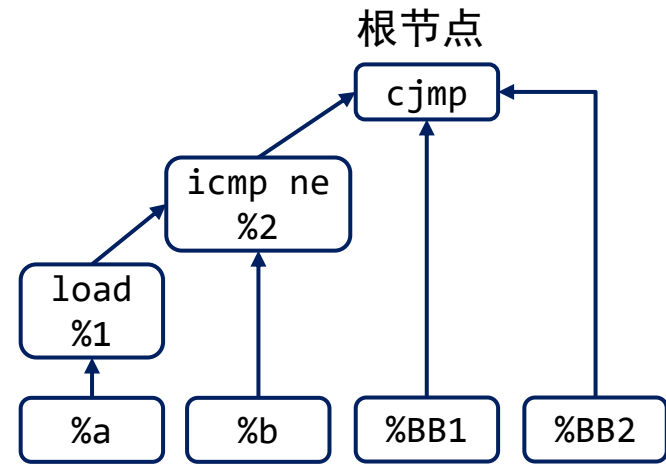 根节点
cjmp
icmp ne
%2
load
%1
%a
%b
%BB1
%BB2